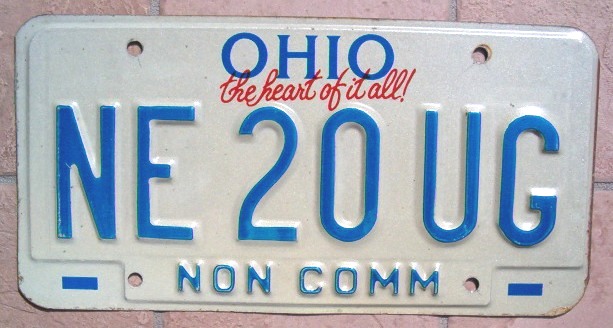 OHIO
the heart of it all!
NE 20 UG
NON COMM